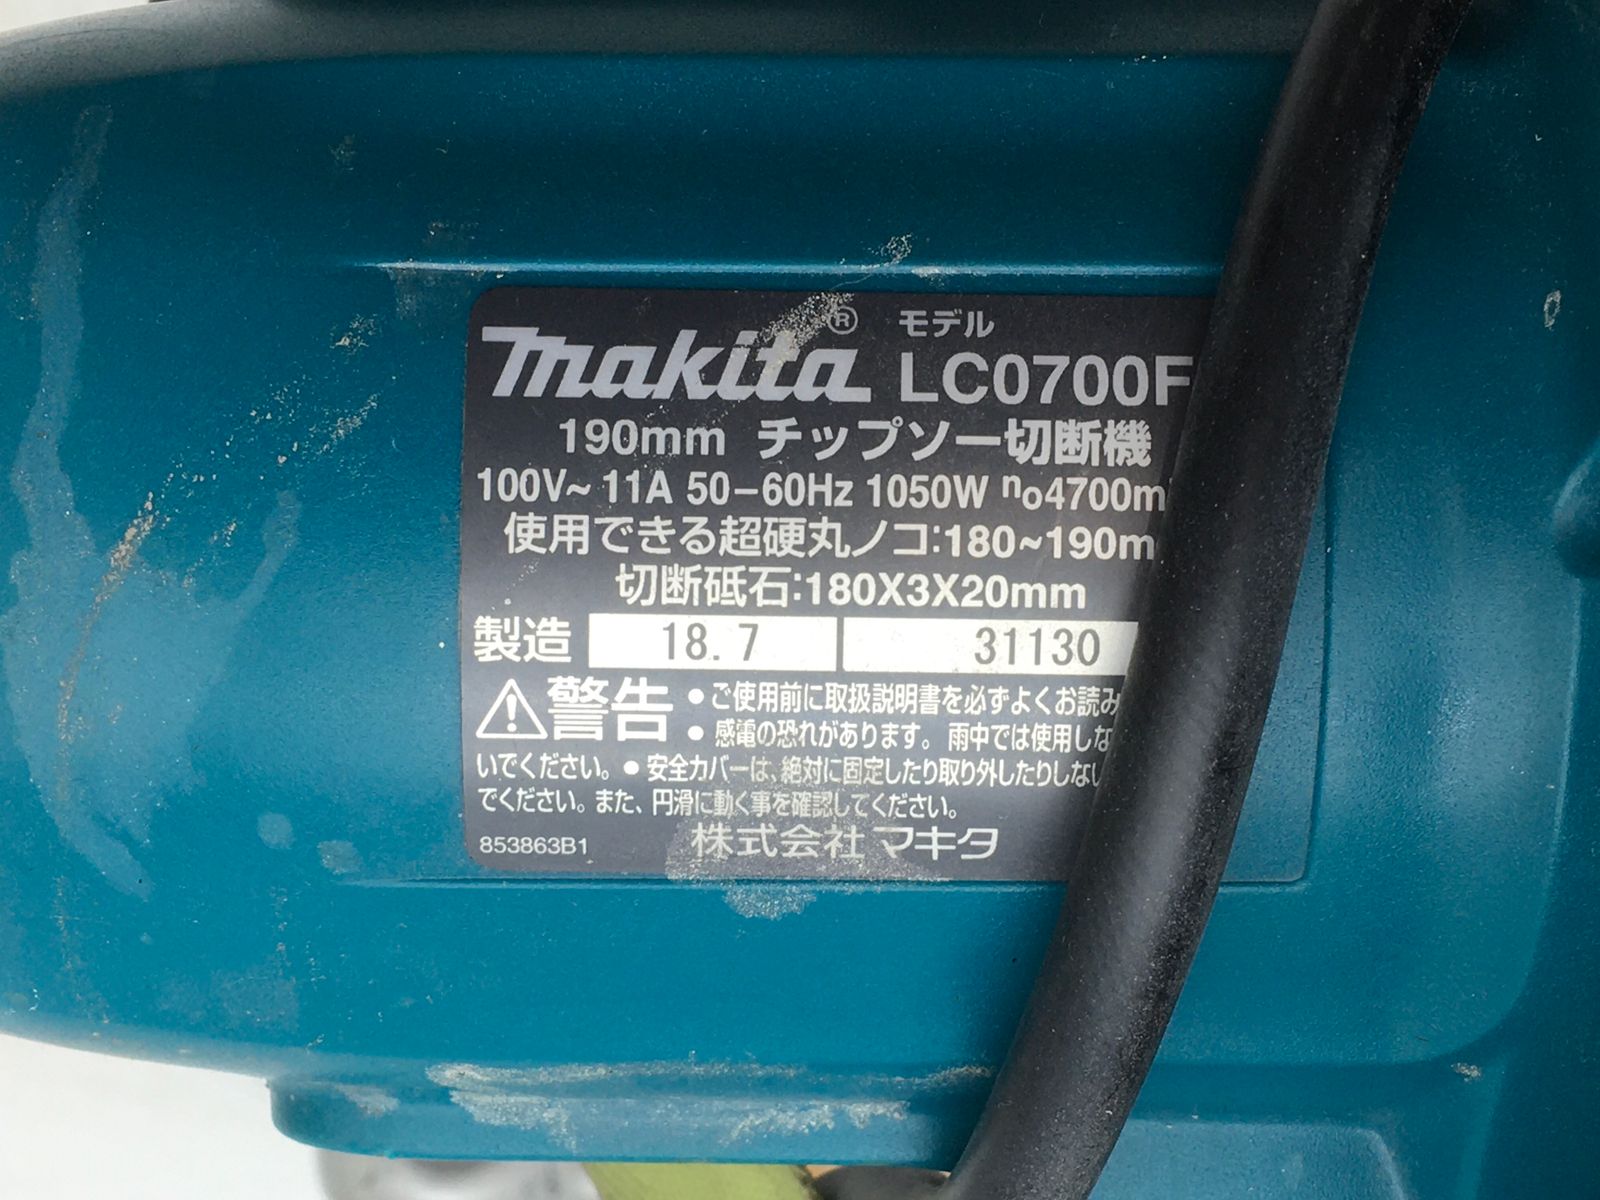 makita® モデル
LC0700F
190mm チップソー切断機
100V~ 11A 50-60Hz 1050W no4700m
使用できる超硬丸ノコ:180~190m
切断砥石:180X3X20mm
製造 18.7 31130
⚠警告 ●ご使用前に取扱説明書を必ずよくお読み
●感電の恐れがあります。雨中では使用しな
いでください。●安全カバーは、絶対に固定したり取り外したりしない
でください。また、円滑に動く事を確認してください。
853863B1 株式会社マキタ